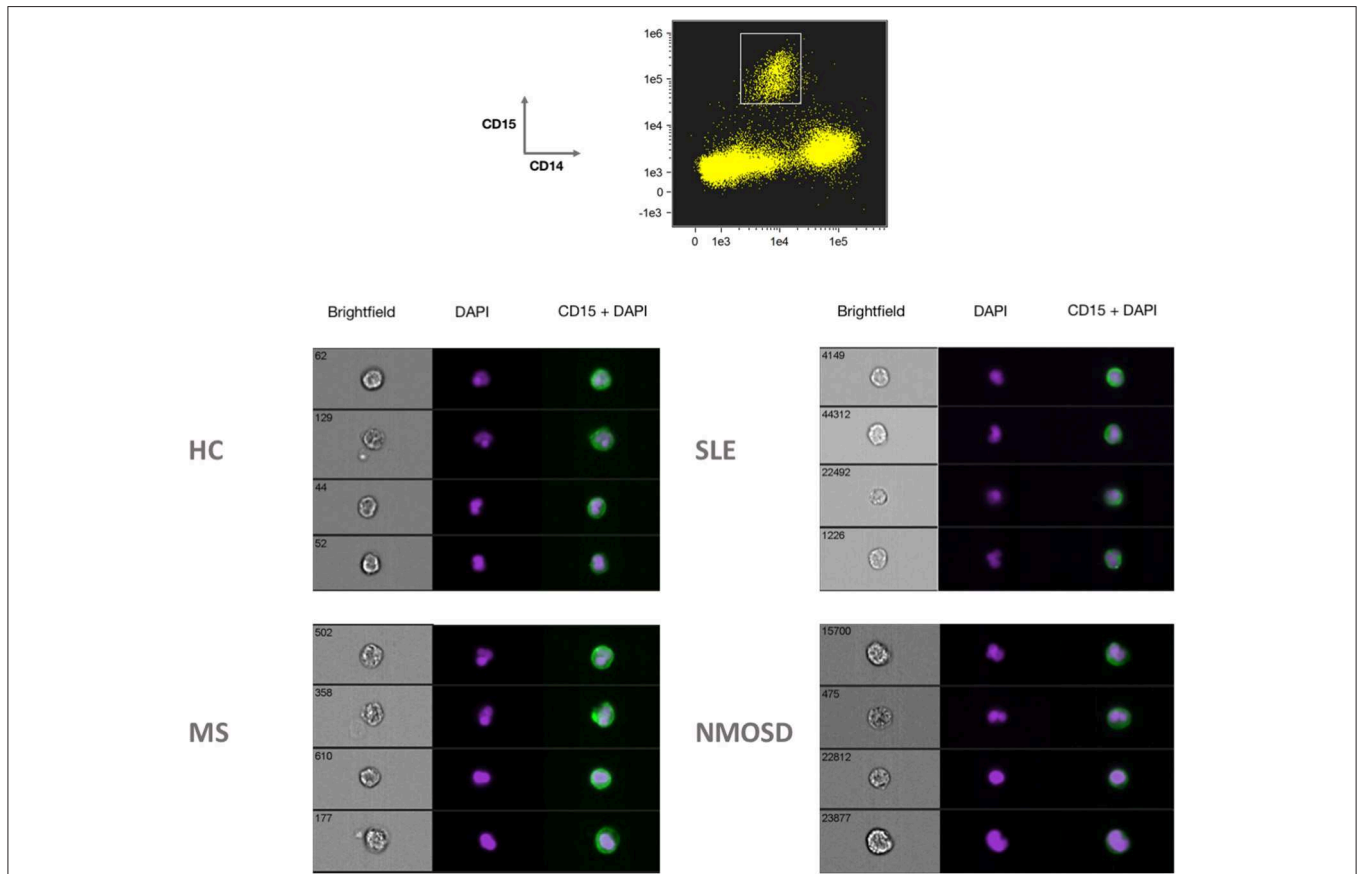 1e6
1e5
1e4
1e3
0
-1e3
CD15
CD14
0 1e3 1e4 1e5
Brightfield DAPI CD15 + DAPI
HC
62
129
44
52
Brightfield DAPI CD15 + DAPI
SLE
4149
44312
22492
1226
MS
502
358
610
177
NMOSD
15700
475
22812
23877